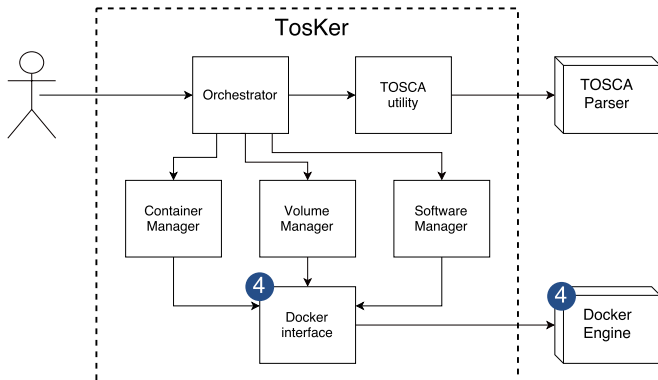 TosKer
Orchestrator
TOSCA
utility
TOSCA
Parser
Container
Manager
Volume
Manager
Software
Manager
4
Docker
interface
4
Docker
Engine